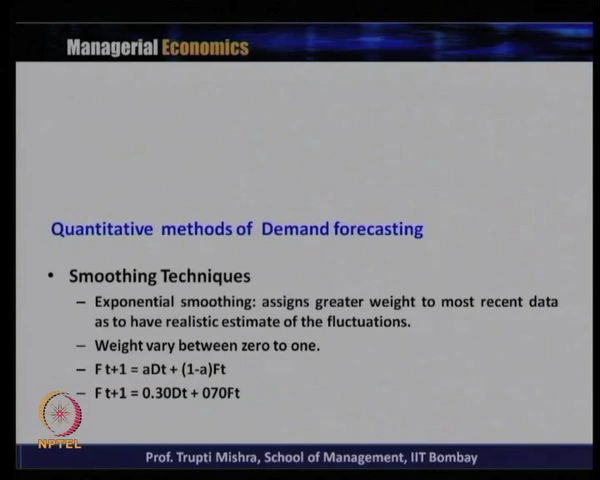 Managerial Economics
Quantitative methods of Demand forecasting
• Smoothing Techniques
– Exponential smoothing: assigns greater weight to most recent data
as to have realistic estimate of the fluctuations.
– Weight vary between zero to one.
– F t+1 = aDt + (1-a)Ft
– F t+1 = 0.30Dt + 070Ft
NPTEL
Prof. Trupti Mishra, School of Management, IIT Bombay